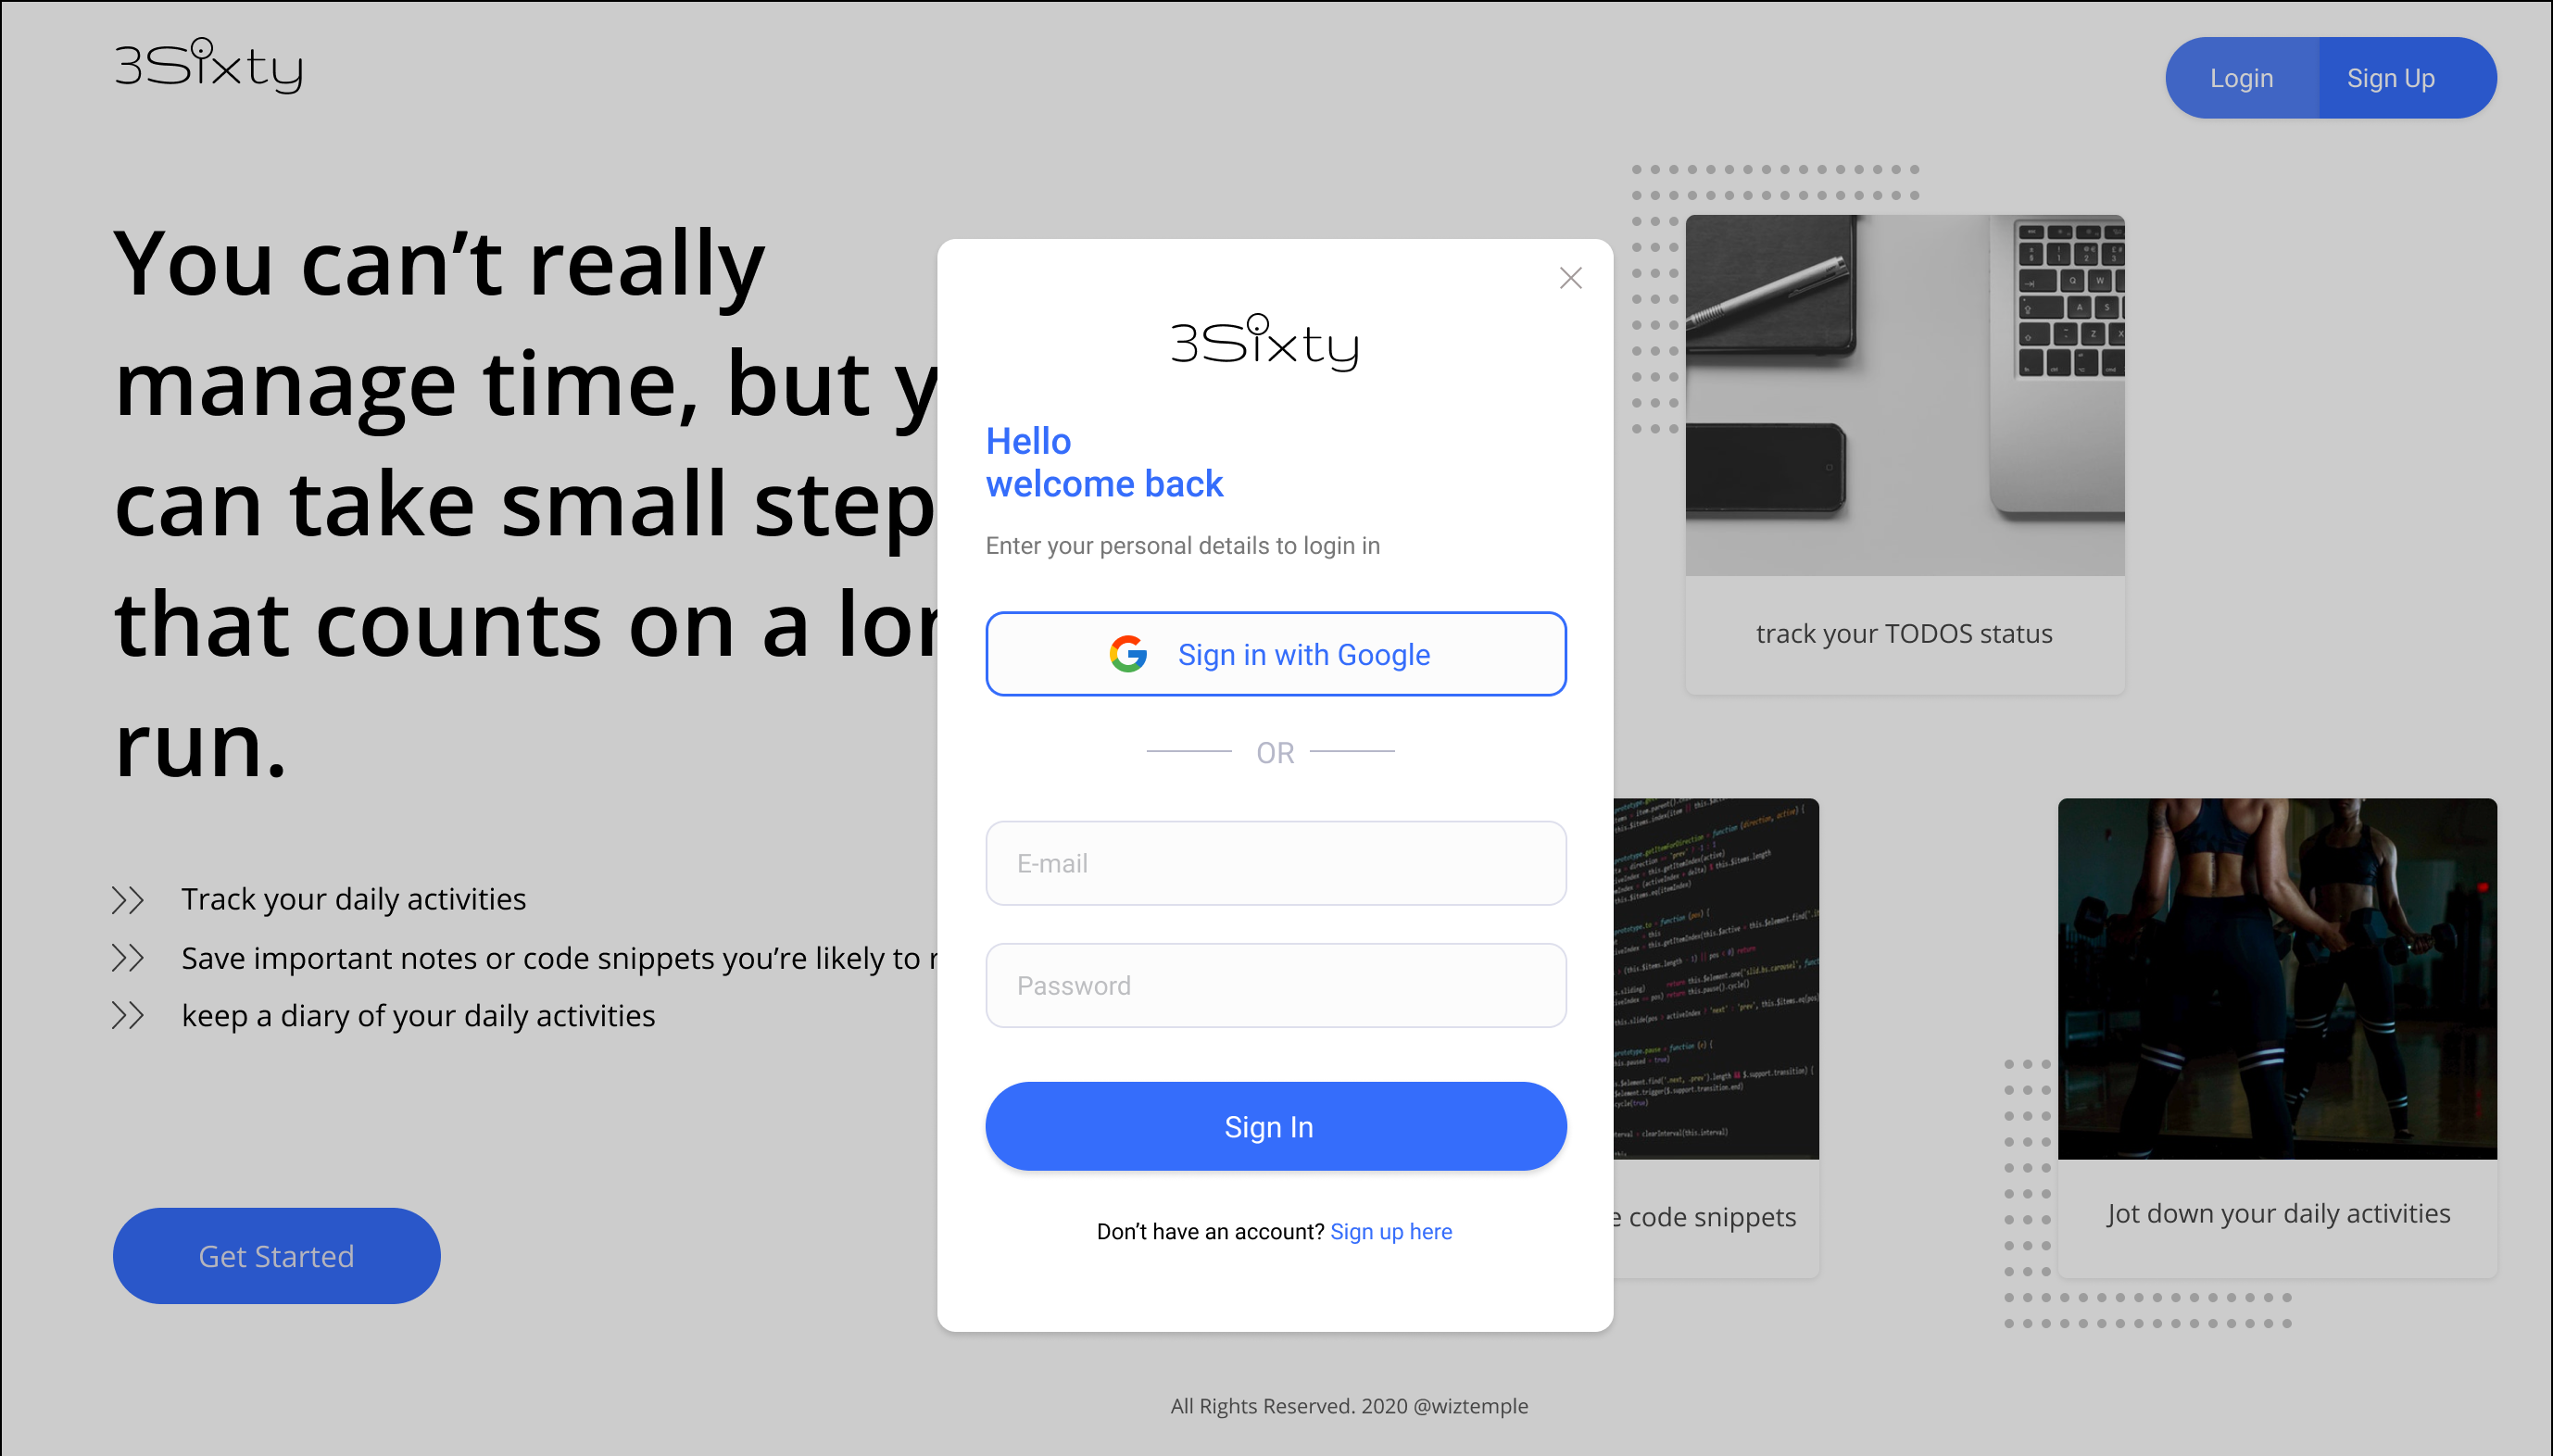 3Sixty
Login
Sign Up
You can’t really
manage time, but y
can take small step
that counts on a lon
run.
Track your daily activities
Save important notes or code snippets you’re likely to r
keep a diary of your daily activities
Get Started
3Sixty
Hello
welcome back
Enter your personal details to login in
Sign in with Google
OR
E-mail
Password
Sign In
Don’t have an account? Sign up here
track your TODOS status
e code snippets
Jot down your daily activities
All Rights Reserved. 2020 @wiztemple